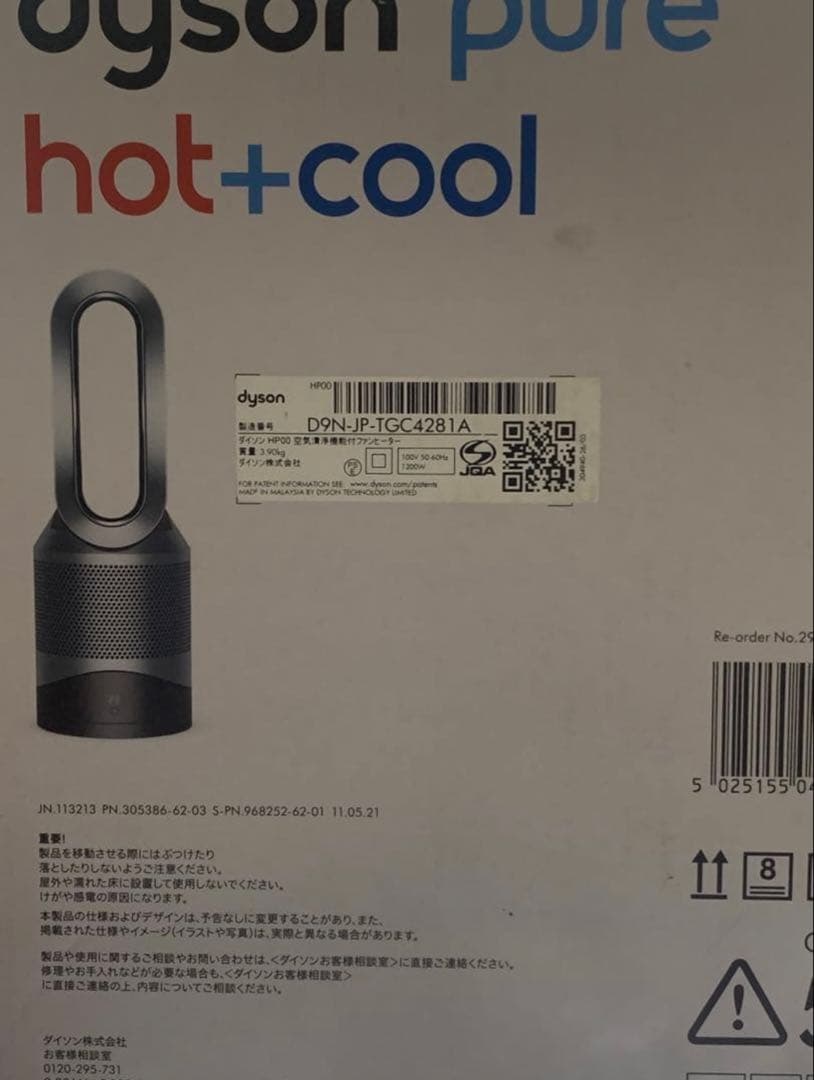 dyson pure
hot+cool
dyson
HP00
製造番号 D9N-JP-TGC4281A
ダイソン HP00 空気清浄機能付ファンヒーター
質量 3.90kg
ダイソン株式会社
PS
E
100V 50-60Hz
1200W
JQA
FOR PATENT INFORMATION SEE: www.dyson.com/patents
MADE IN MALAYSIA BY DYSON TECHNOLOGY LIMITED
Re-order No.29
5 025155 04
JN.113213 PN.305386-62-03 S-PN.968252-62-01 11.05.21
重要!
製品を移動させる際にはぶつけたり
落としたりしないようご注意ください。
屋外や濡れた床に設置して使用しないでください。
けがや感電の原因になります。
本製品の仕様およびデザインは、予告なしに変更することがあり、また、
掲載された仕様やイメージ(イラストや写真)は、実際と異なる場合があります。
製品や使用に関するご相談やお問い合わせは、<ダイソンお客様相談室>に直接ご連絡ください。
修理やお手入れなどが必要な場合も、<ダイソンお客様相談室>
に直接ご連絡の上、内容についてご相談ください。
8
ダイソン株式会社
お客様相談室
0120-295-731